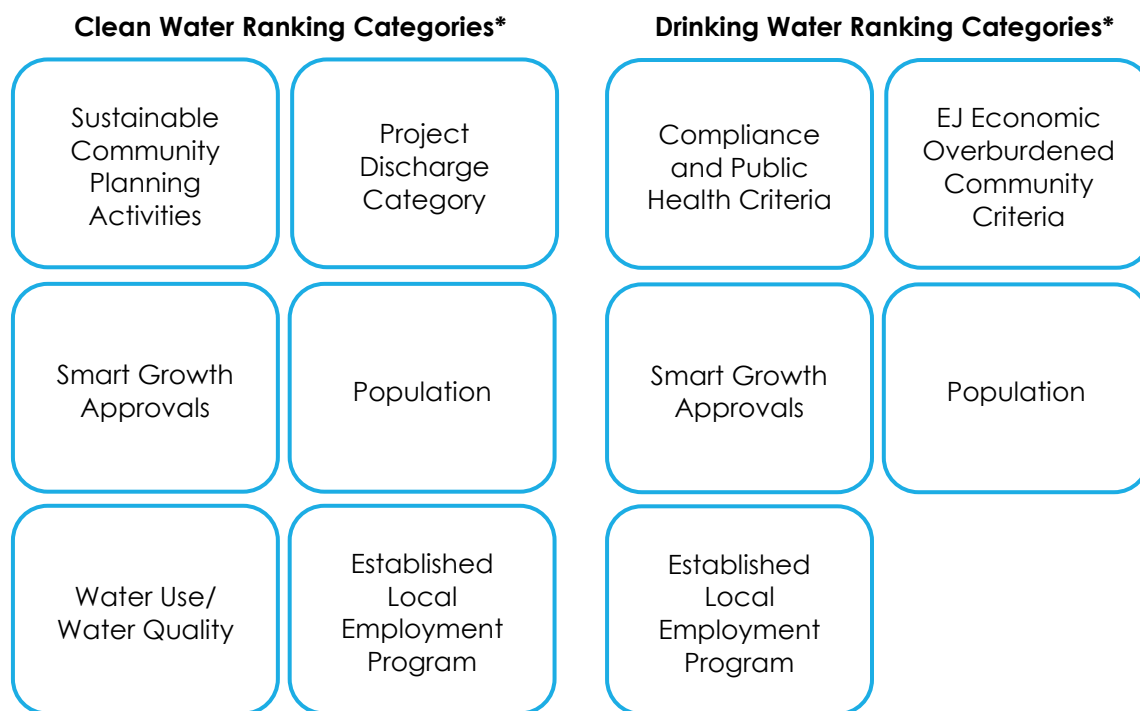 Clean Water Ranking Categories*
Sustainable
Community
Planning
Activities
Project
Discharge
Category
Smart Growth
Approvals
Population
Water Use/
Water Quality
Established
Local
Employment
Program
Drinking Water Ranking Categories*
Compliance
and Public
Health Criteria
EJ Economic
Overburdened
Community
Criteria
Smart Growth
Approvals
Population
Established
Local
Employment
Program